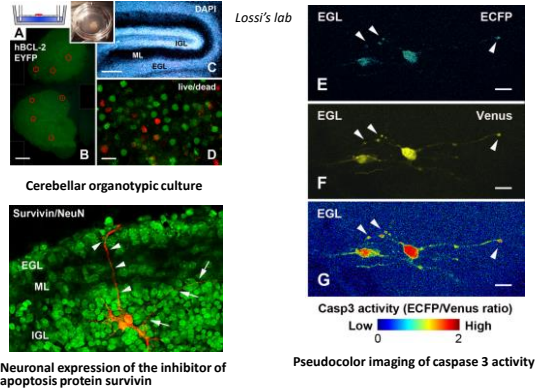 Lossi's lab
A
hBCL-2
EYFP
B
DAPI
IGL
ML
EGL
C
live/dead
D
Cerebellar organotypic culture
Survivin/NeuN
EGL
ML
IGL
Neuronal expression of the inhibitor of
apoptosis protein survivin
EGL ECFP
E
EGL Venus
F
EGL
G
Casp3 activity (ECFP/Venus ratio)
Low High
0 2
Pseudocolor imaging of caspase 3 activity